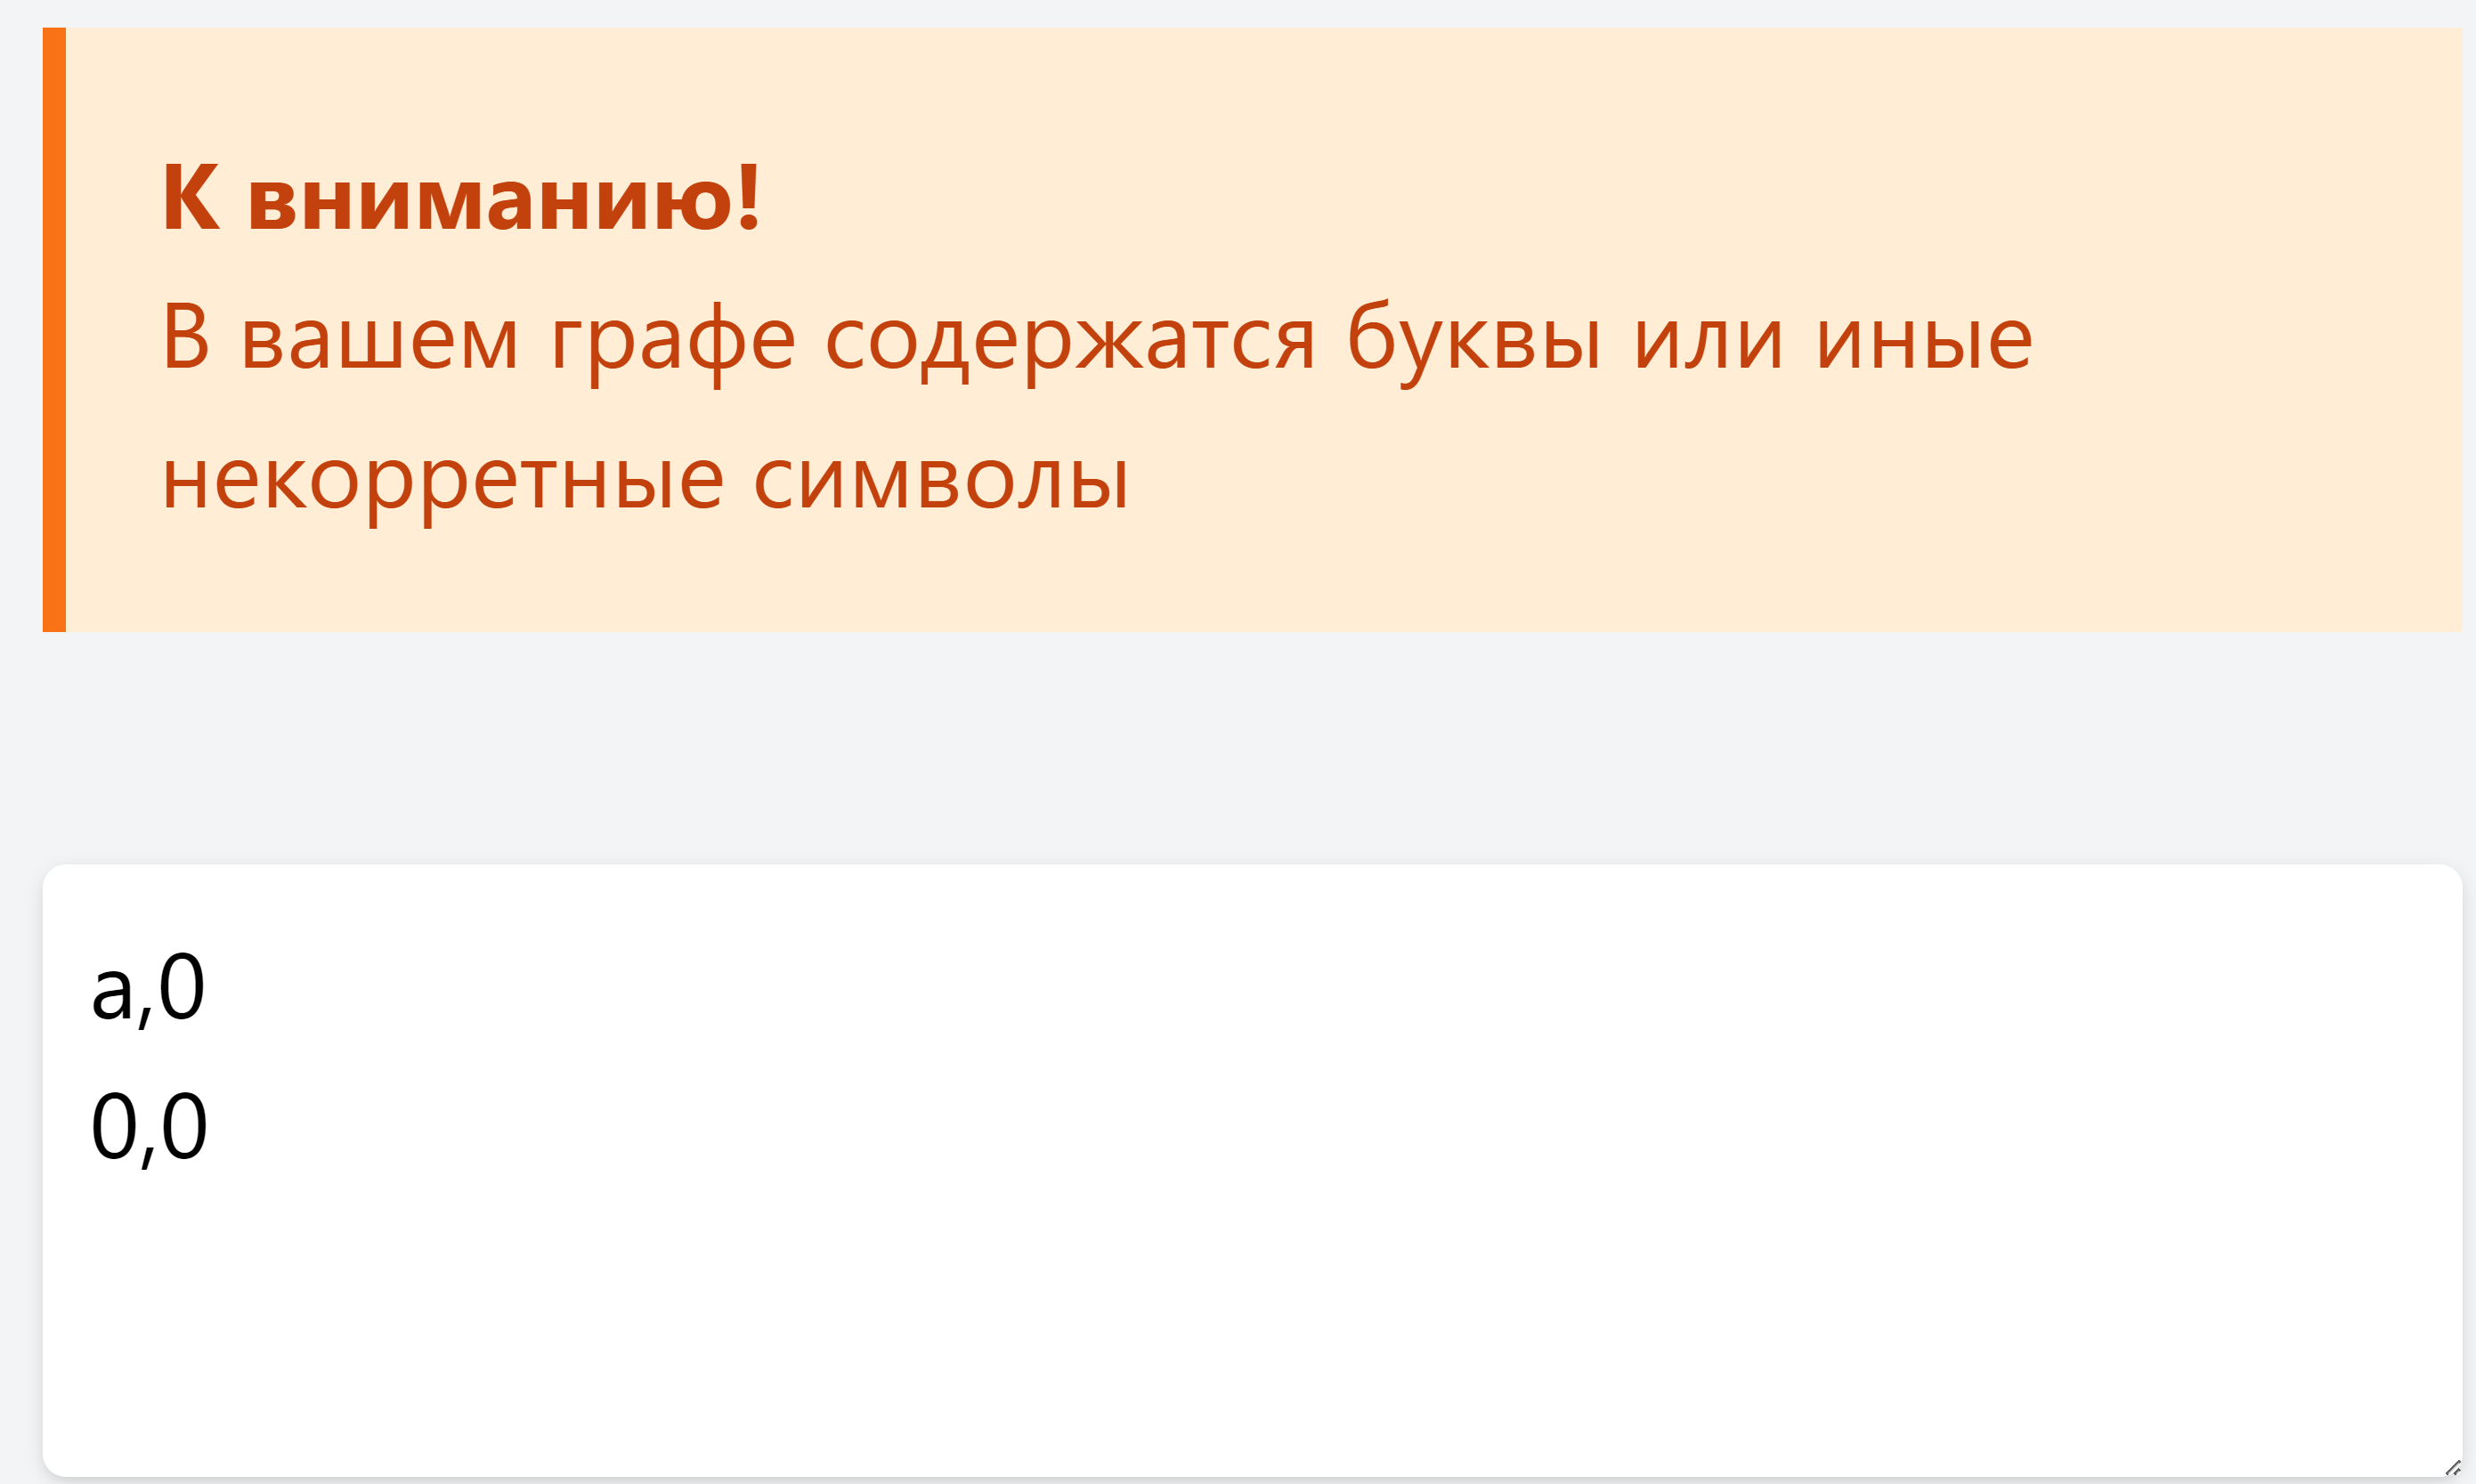 К вниманию!
В вашем графе содержатся буквы или иные
некорретные символы
a,0
0,0